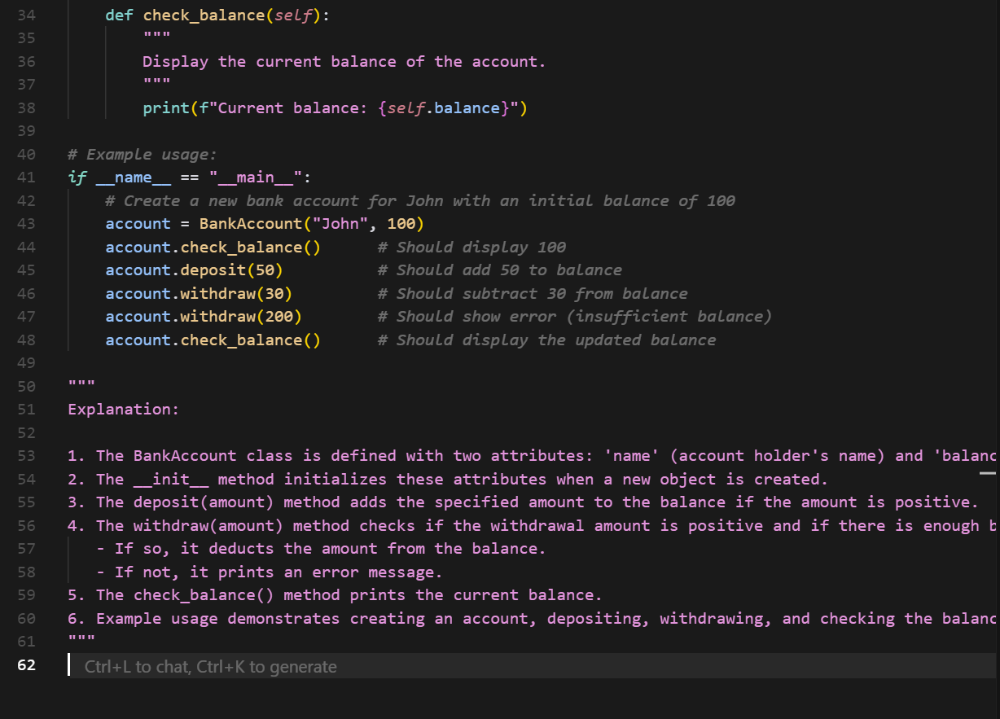 34 def check_balance(self):
35 """
36 Display the current balance of the account.
37 """
38 print(f"Current balance: {self.balance}")
39
40 # Example usage:
41 if __name__ == "__main__":
42 # Create a new bank account for John with an initial balance of 100
43 account = BankAccount("John", 100)
44 account.check_balance() # Should display 100
45 account.deposit(50) # Should add 50 to balance
46 account.withdraw(30) # Should subtract 30 from balance
47 account.withdraw(200) # Should show error (insufficient balance)
48 account.check_balance() # Should display the updated balance
49
50 """
51 Explanation:
52
53 1. The BankAccount class is defined with two attributes: 'name' (account holder's name) and 'balanc
54 2. The __init__ method initializes these attributes when a new object is created.
55 3. The deposit(amount) method adds the specified amount to the balance if the amount is positive.
56 4. The withdraw(amount) method checks if the withdrawal amount is positive and if there is enough b
57 - If so, it deducts the amount from the balance.
58 - If not, it prints an error message.
59 5. The check_balance() method prints the current balance.
60 6. Example usage demonstrates creating an account, depositing, withdrawing, and checking the balanc
61 """
62 Ctrl+L to chat, Ctrl+K to generate